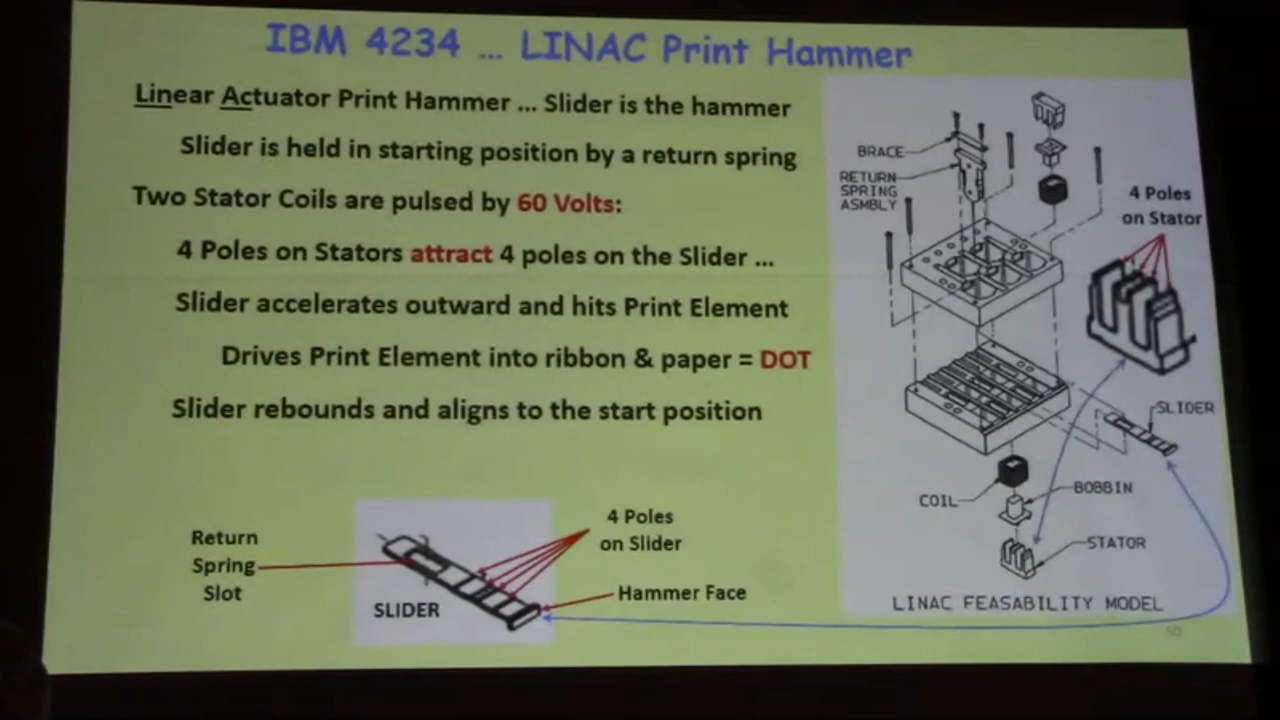 IBM 4234 ... LINAC Print Hammer
Linear Actuator Print Hammer ... Slider is the hammer
Slider is held in starting position by a return spring
Two Stator Coils are pulsed by 60 Volts:
4 Poles on Stators attract 4 poles on the Slider ...
Slider accelerates outward and hits Print Element
Drives Print Element into ribbon & paper = DOT
Slider rebounds and aligns to the start position
Return
Spring
Slot
SLIDER
4 Poles
on Slider
Hammer Face
BRACE
RETURN
SPRING
ASMBLY
4 Poles
on Stator
SLIDER
COIL
BOBBIN
STATOR
LINAC FEASABILITY MODEL